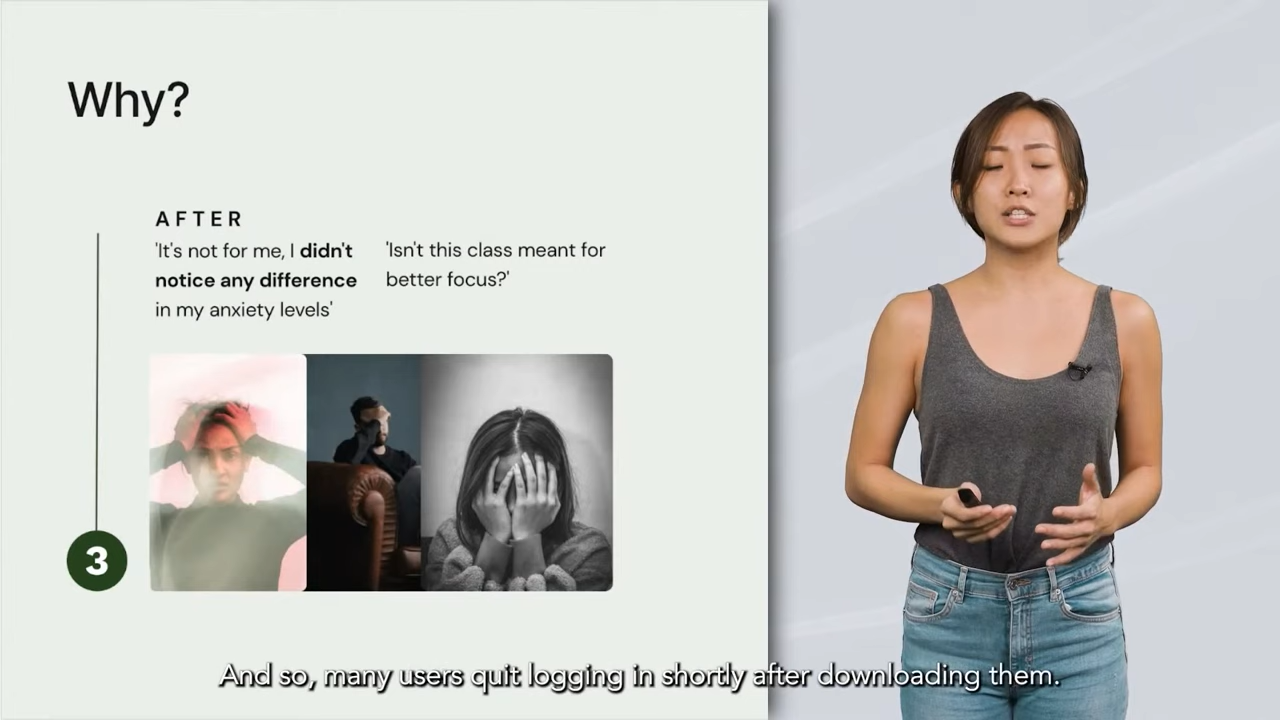 Why?
AFTER
'It's not for me, I didn't
notice any difference
in my anxiety levels'
'Isn't this class meant for
better focus?'
3
And so, many users quit logging in shortly after downloading them.